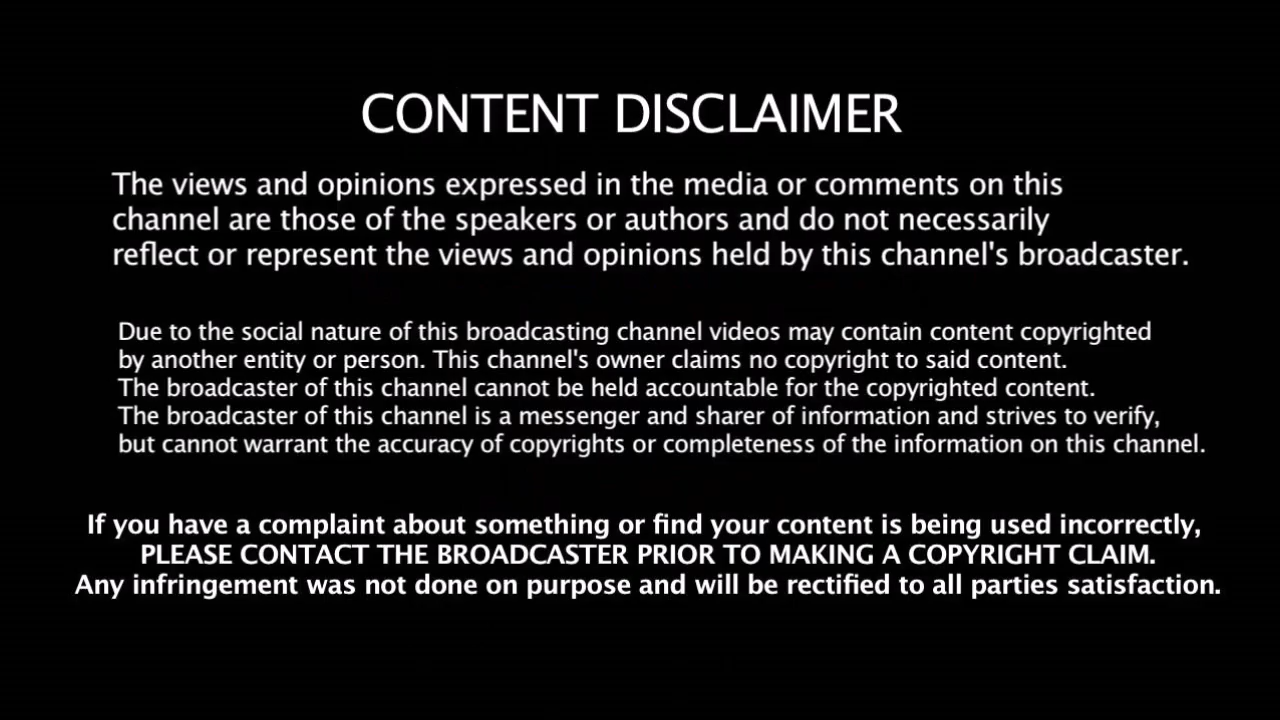 CONTENT DISCLAIMER
The views and opinions expressed in the media or comments on this
channel are those of the speakers or authors and do not necessarily
reflect or represent the views and opinions held by this channel's broadcaster.
Due to the social nature of this broadcasting channel videos may contain content copyrighted
by another entity or person. This channel's owner claims no copyright to said content.
The broadcaster of this channel cannot be held accountable for the copyrighted content.
The broadcaster of this channel is a messenger and sharer of information and strives to verify,
but cannot warrant the accuracy of copyrights or completeness of the information on this channel.
If you have a complaint about something or find your content is being used incorrectly,
PLEASE CONTACT THE BROADCASTER PRIOR TO MAKING A COPYRIGHT CLAIM.
Any infringement was not done on purpose and will be rectified to all parties satisfaction.